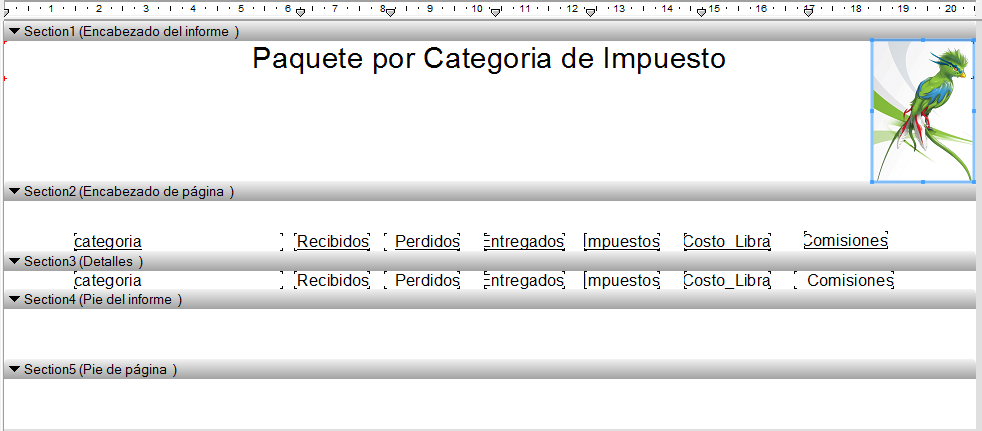 1 2 3 4 5 6 7 8 9 10 11 12 13 14 15 16 17 18 19 20
Section1 (Encabezado del informe )
Paquete por Categoria de Impuesto
Section2 (Encabezado de página )
categoria Recibidos Perdidos Entregados Impuestos Costo_Libra Comisiones
Section3 (Detalles )
categoria Recibidos Perdidos Entregados Impuestos Costo_Libra Comisiones
Section4 (Pie del informe )
Section5 (Pie de página )